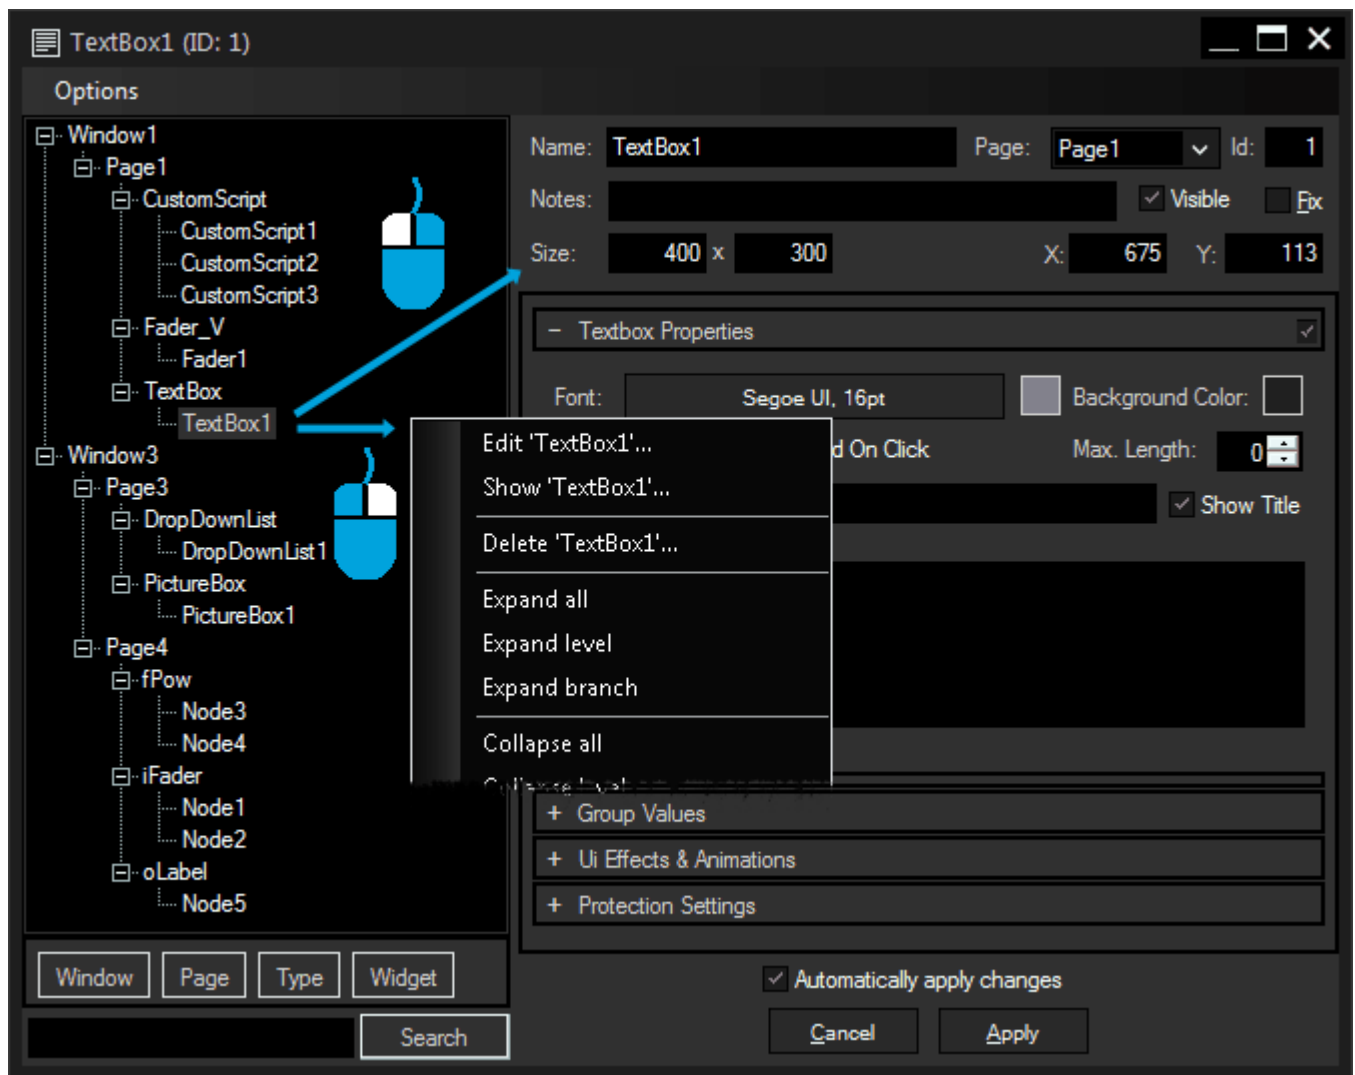 TextBox1 (ID: 1)
Options
Window1
Page1
CustomScript
CustomScript1
CustomScript2
CustomScript3
Fader_V
Fader1
TextBox
TextBox1
Window3
Page3
DropDownList
DropDownList1
PictureBox
PictureBox1
Page4
fPow
Node3
Node4
iFader
Node1
Node2
oLabel
Node5
Window Page Type Widget
Search
Name: TextBox1 Page: Page1 Id: 1
Notes: Visible Fix
Size: 400 x 300 X: 675 Y: 113
− Textbox Properties
Font: Segoe UI, 16pt Background Color:
d On Click Max. Length: 0
Show Title
Edit 'TextBox1'...
Show 'TextBox1'...
Delete 'TextBox1'...
Expand all
Expand level
Expand branch
Collapse all
+ Group Values
+ Ui Effects & Animations
+ Protection Settings
Automatically apply changes
Cancel Apply